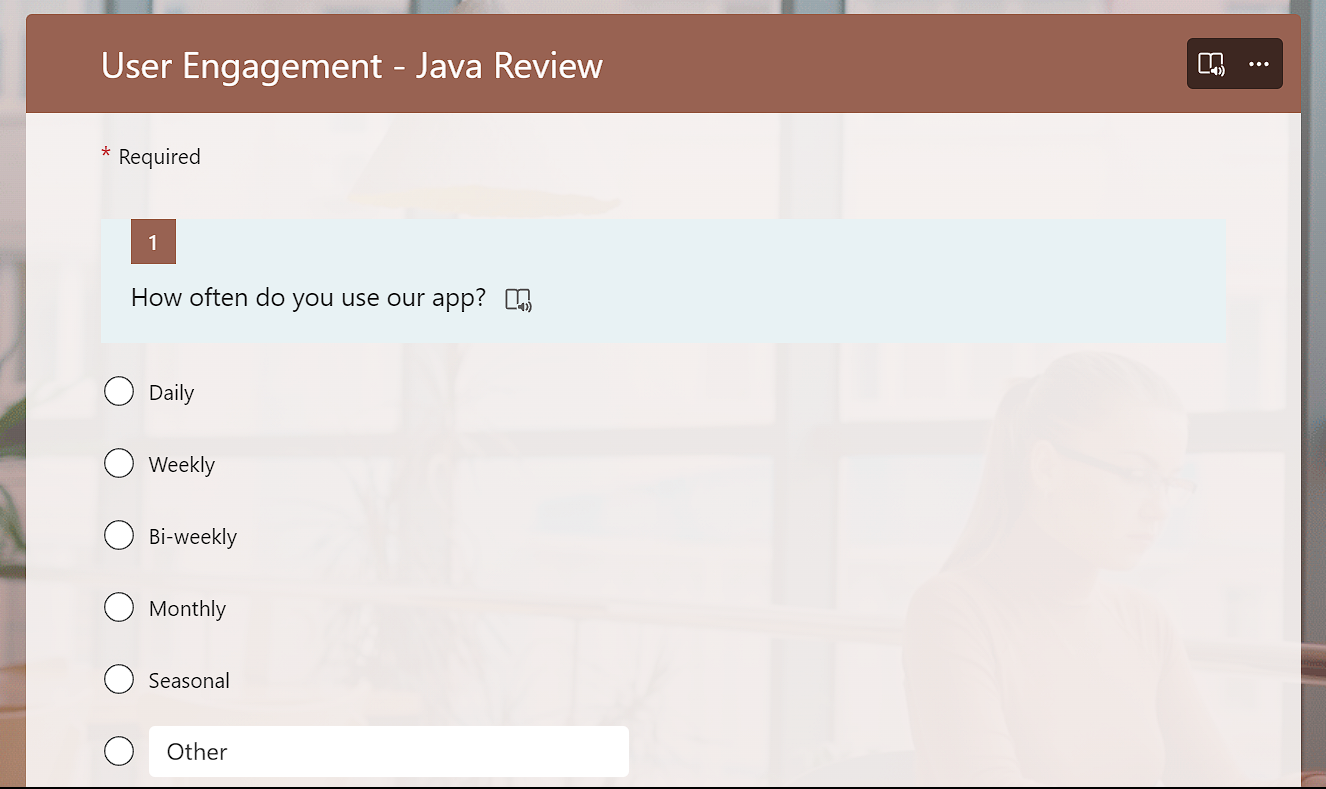 User Engagement - Java Review
* Required
1
How often do you use our app?
Daily
Weekly
Bi-weekly
Monthly
Seasonal
Other